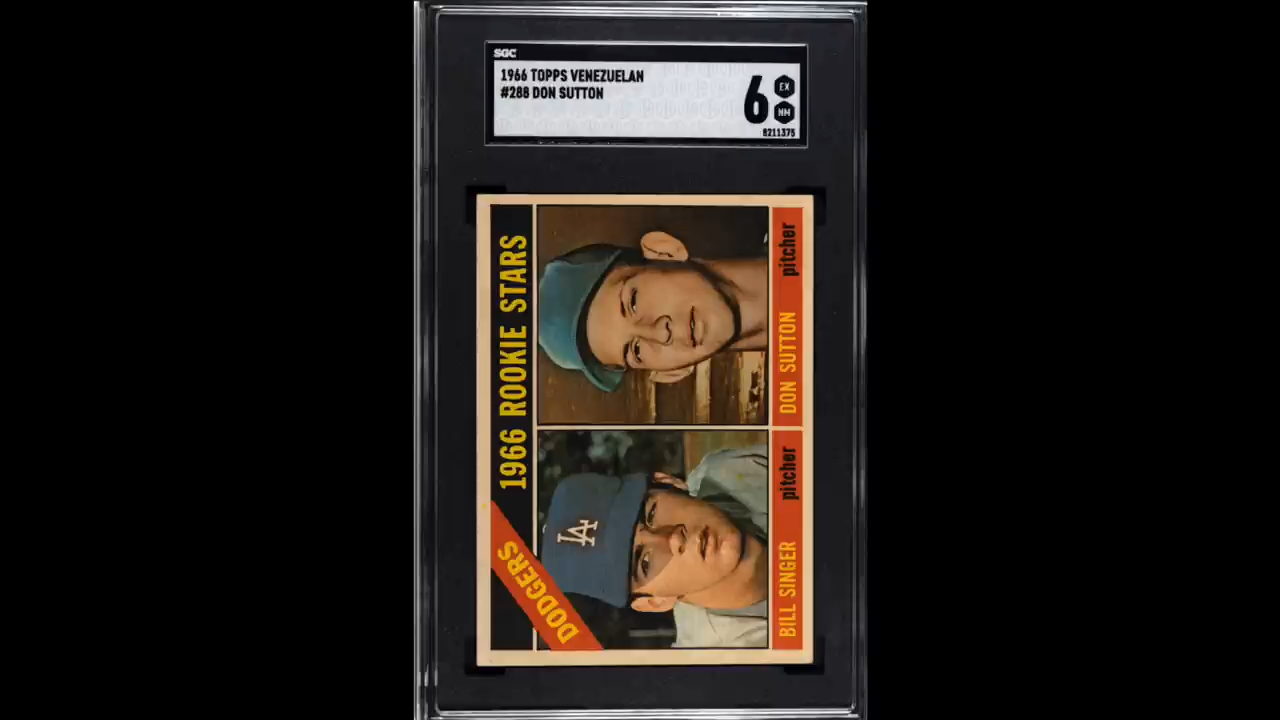 SGC
1966 TOPPS VENEZUELAN
#288 DON SUTTON
6
EX
NM
8211375
1966 ROOKIE STARS
DODGERS
LA
BILL SINGER pitcher
DON SUTTON pitcher